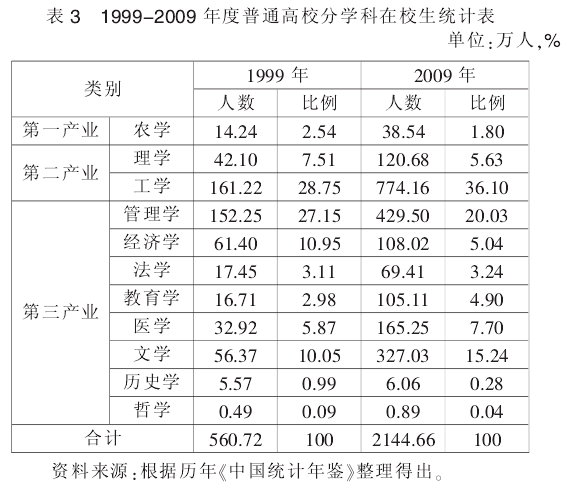 表 3 1999-2009 年度普通高校分学科在校生统计表
单位:万人,%
类别 1999 年 2009 年
人数 比例 人数 比例
第一产业 农学 14.24 2.54 38.54 1.80
第二产业 理学 42.10 7.51 120.68 5.63
工学 161.22 28.75 774.16 36.10
第三产业 管理学 152.25 27.15 429.50 20.03
经济学 61.40 10.95 108.02 5.04
法学 17.45 3.11 69.41 3.24
教育学 16.71 2.98 105.11 4.90
医学 32.92 5.87 165.25 7.70
文学 56.37 10.05 327.03 15.24
历史学 5.57 0.99 6.06 0.28
哲学 0.49 0.09 0.89 0.04
合计 560.72 100 2144.66 100
资料来源:根据历年《中国统计年鉴》整理得出。